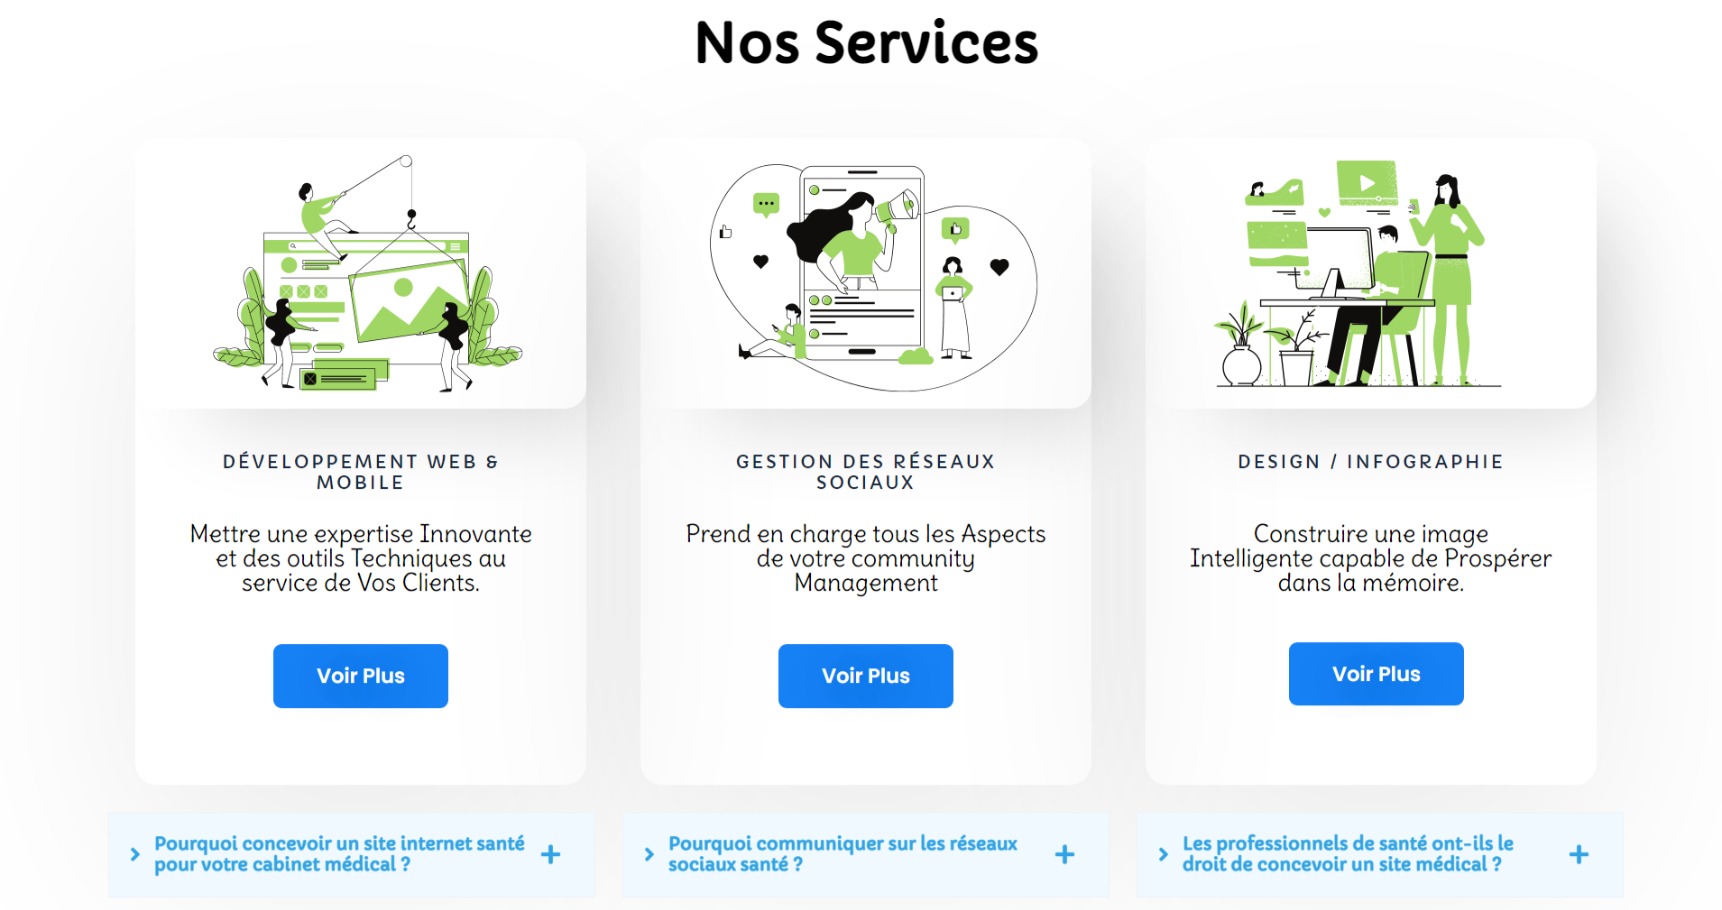 Nos Services
DÉVELOPPEMENT WEB &
MOBILE
Mettre une expertise Innovante
et des outils Techniques au
service de Vos Clients.
Voir Plus
GESTION DES RÉSEAUX
SOCIAUX
Prend en charge tous les Aspects
de votre community
Management
Voir Plus
DESIGN / INFOGRAPHIE
Construire une image
Intelligente capable de Prospérer
dans la mémoire.
Voir Plus
Pourquoi concevoir un site internet santé
pour votre cabinet médical ?
Pourquoi communiquer sur les réseaux
sociaux santé ?
Les professionnels de santé ont-ils le
droit de concevoir un site médical ?